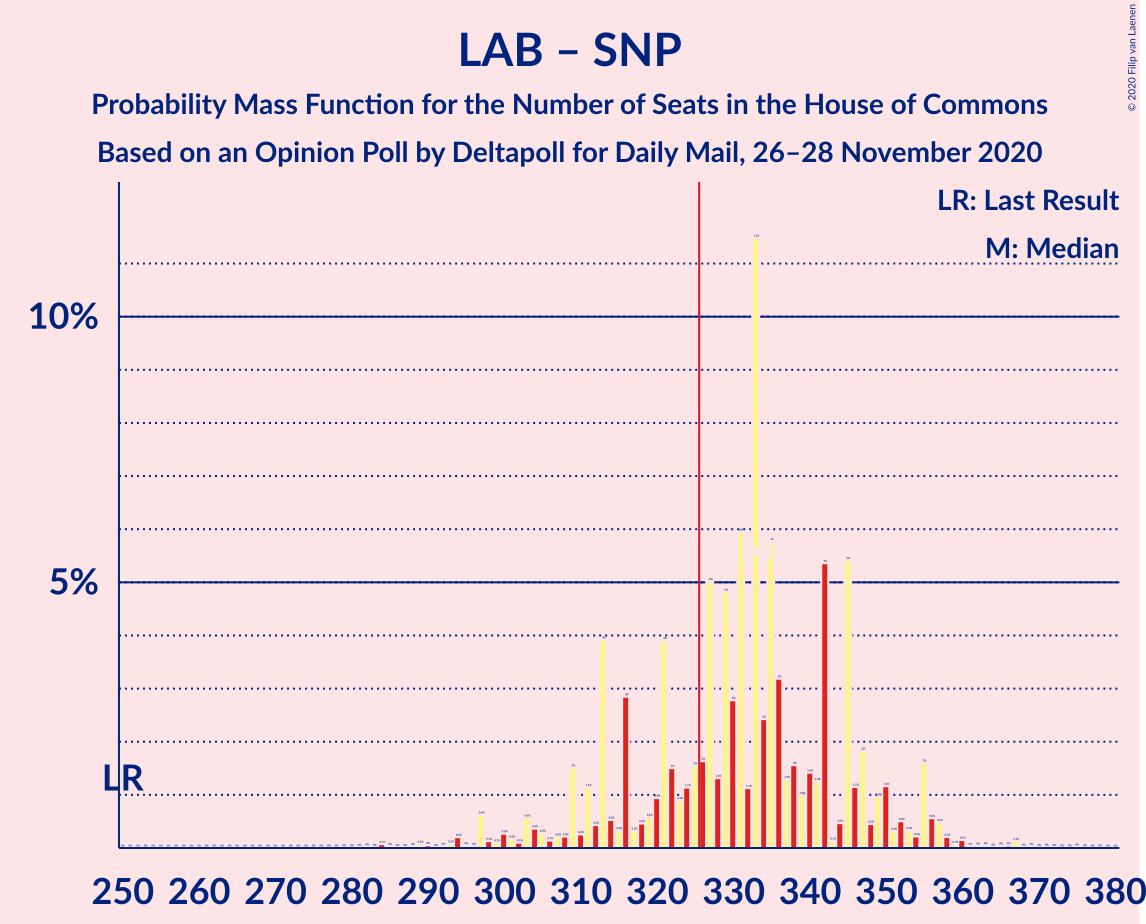 LAB – SNP
Probability Mass Function for the Number of Seats in the House of Commons
Based on an Opinion Poll by Deltapoll for Daily Mail, 26–28 November 2020
© 2020 Filip van Laenen
LR: Last Result
M: Median
10%
5%
LR
250 260 270 280 290 300 310 320 330 340 350 360 370 380